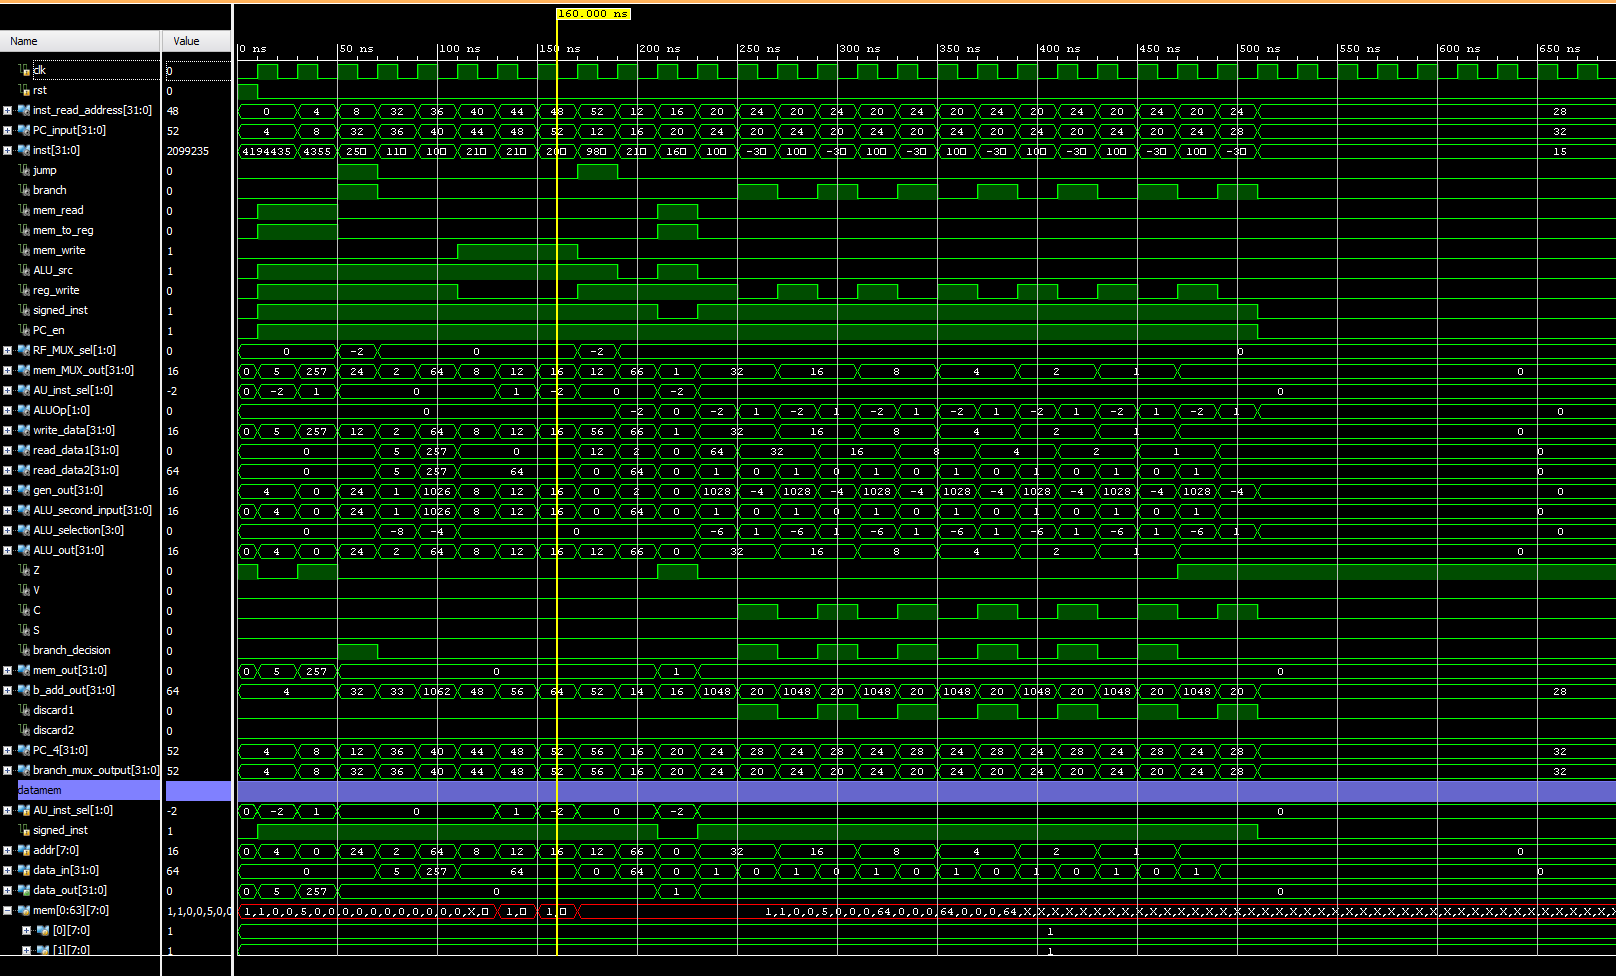 160.000 ns
Name Value
0 ns 50 ns 100 ns 150 ns 200 ns 250 ns 300 ns 350 ns 400 ns 450 ns 500 ns 550 ns 600 ns 650 ns
clk 0
rst 0
inst_read_address[31:0] 48 0 4 8 32 36 40 44 48 52 12 16 20 24 20 24 20 24 20 24 20 24 20 24 20 24 28
PC_input[31:0] 52 4 8 32 36 40 44 48 52 12 16 20 24 20 24 20 24 20 24 20 24 20 24 20 24 28 32
inst[31:0] 2099235 4194435 4355 25 11 10 21 21 20 98 21 16 10 -3 10 -3 10 -3 10 -3 10 -3 10 -3 10 -3 15
jump 0
branch 0
mem_read 0
mem_to_reg 0
mem_write 1
ALU_src 1
reg_write 0
signed_inst 1
PC_en 1
RF_MUX_sel[1:0] 0 0 -2 0 -2 0
mem_MUX_out[31:0] 16 0 5 257 24 2 64 8 12 16 12 66 1 32 16 8 4 2 1 0
AU_inst_sel[1:0] -2 0 -2 1 0 1 -2 0 -2 0
ALUOp[1:0] 0 0 -2 0 -2 1 -2 1 -2 1 -2 1 -2 1 -2 1 -2 1 0
write_data[31:0] 16 0 5 257 12 2 64 8 12 16 56 66 1 32 16 8 4 2 1 0
read_data1[31:0] 0 0 5 257 0 12 2 0 64 32 16 8 4 2 1 0
read_data2[31:0] 64 0 5 257 64 0 64 0 1 0 1 0 1 0 1 0 1 0 1 0 1 0
gen_out[31:0] 16 4 0 24 1 1026 8 12 16 0 2 0 1028 -4 1028 -4 1028 -4 1028 -4 1028 -4 1028 -4 1028 -4 0
ALU_second_input[31:0] 16 0 4 0 24 1 1026 8 12 16 0 64 0 1 0 1 0 1 0 1 0 1 0 1 0 1 0
ALU_selection[3:0] 0 0 -8 -4 0 -6 1 -6 1 -6 1 -6 1 -6 1 -6 1 -6 1 0
ALU_out[31:0] 16 0 4 0 24 2 64 8 12 16 12 66 0 32 16 8 4 2 1 0
Z 0
V 0
C 0
S 0
branch_decision 0
mem_out[31:0] 0 0 5 257 0 1 0
b_add_out[31:0] 64 4 32 33 1062 48 56 64 52 14 16 1048 20 1048 20 1048 20 1048 20 1048 20 1048 20 1048 20 28
discard1 0
discard2 0
PC_4[31:0] 52 4 8 12 36 40 44 48 52 56 16 20 24 28 24 28 24 28 24 28 24 28 24 28 24 28 32
branch_mux_output[31:0] 52 4 8 32 36 40 44 48 52 56 16 20 24 20 24 20 24 20 24 20 24 20 24 20 24 28 32
datamem
AU_inst_sel[1:0] -2 0 -2 1 0 1 -2 0 -2 0
signed_inst 1
addr[7:0] 16 0 4 0 24 2 64 8 12 16 12 66 0 32 16 8 4 2 1 0
data_in[31:0] 64 0 5 257 64 0 64 0 1 0 1 0 1 0 1 0 1 0 1 0 1 0
data_out[31:0] 0 0 5 257 0 1 0
mem[0:63][7:0] 1,1,0,0,5,0,0 1,1,0,0,5,0,0,0,0,0,0,0,0,0,0,0,X, 1, 1, 1,1,0,0,5,0,0,0,64,0,0,0,64,0,0,0,64,X,X,X,X,X,X,X,X,X,X,X,X,X,X,X,X,X,X,X,X,X,X,X,X,X,X,X,X,X
[0][7:0] 1 1
[1][7:0] 1 1